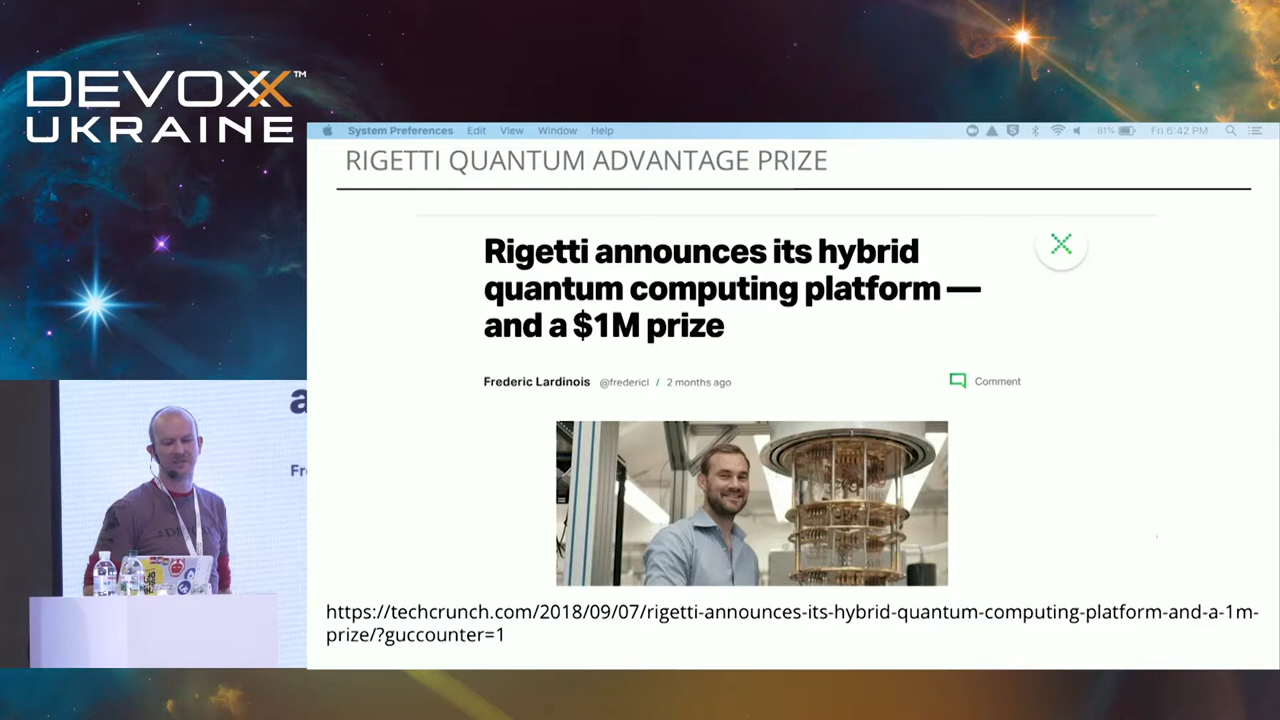 DEVOXX™
UKRAINE
System Preferences Edit View Window Help
81% Fri 6:42 PM
RIGETTI QUANTUM ADVANTAGE PRIZE
Rigetti announces its hybrid
quantum computing platform —
and a $1M prize
Frederic Lardinois @fredericl / 2 months ago
Comment
https://techcrunch.com/2018/09/07/rigetti-announces-its-hybrid-quantum-computing-platform-and-a-1m-
prize/?guccounter=1
a
Fr